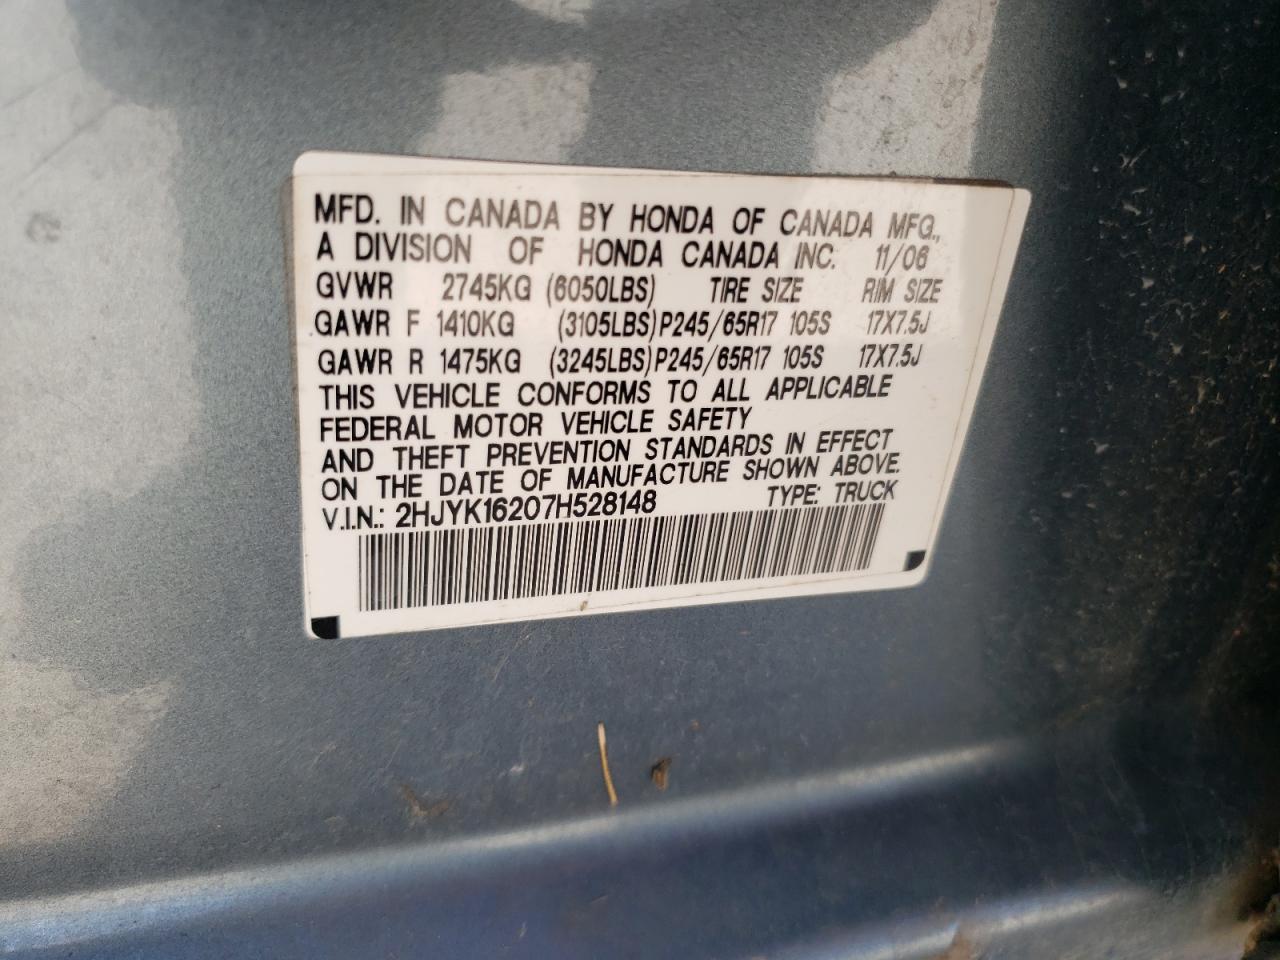 MFD. IN CANADA BY HONDA OF CANADA MFG.,
A DIVISION OF HONDA CANADA INC. 11/06
GVWR 2745KG (6050LBS) TIRE SIZE RIM SIZE
GAWR F 1410KG (3105LBS) P245/65R17 105S 17X7.5J
GAWR R 1475KG (3245LBS) P245/65R17 105S 17X7.5J
THIS VEHICLE CONFORMS TO ALL APPLICABLE
FEDERAL MOTOR VEHICLE SAFETY
AND THEFT PREVENTION STANDARDS IN EFFECT
ON THE DATE OF MANUFACTURE SHOWN ABOVE.
V.I.N.: 2HJYK16207H528148 TYPE: TRUCK